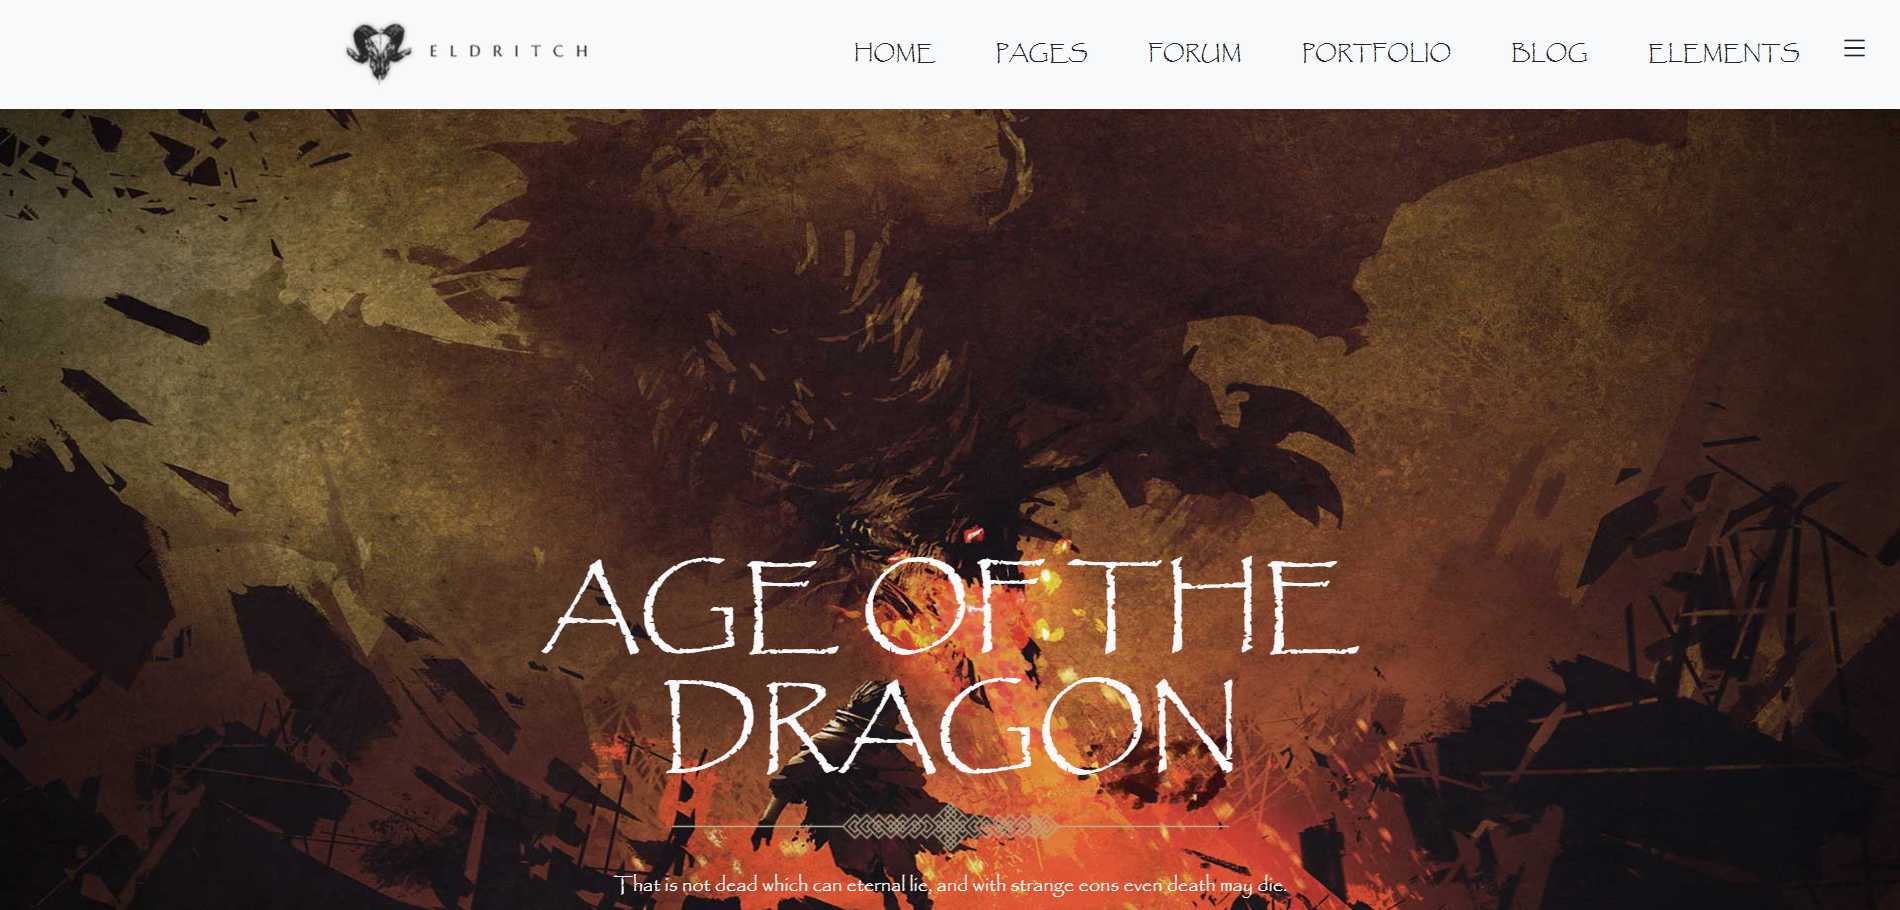 ELDRITCH
HOME PAGES FORUM PORTFOLIO BLOG ELEMENTS
AGE OF THE
DRAGON
That is not dead which can eternal lie, and with strange eons even death may die.